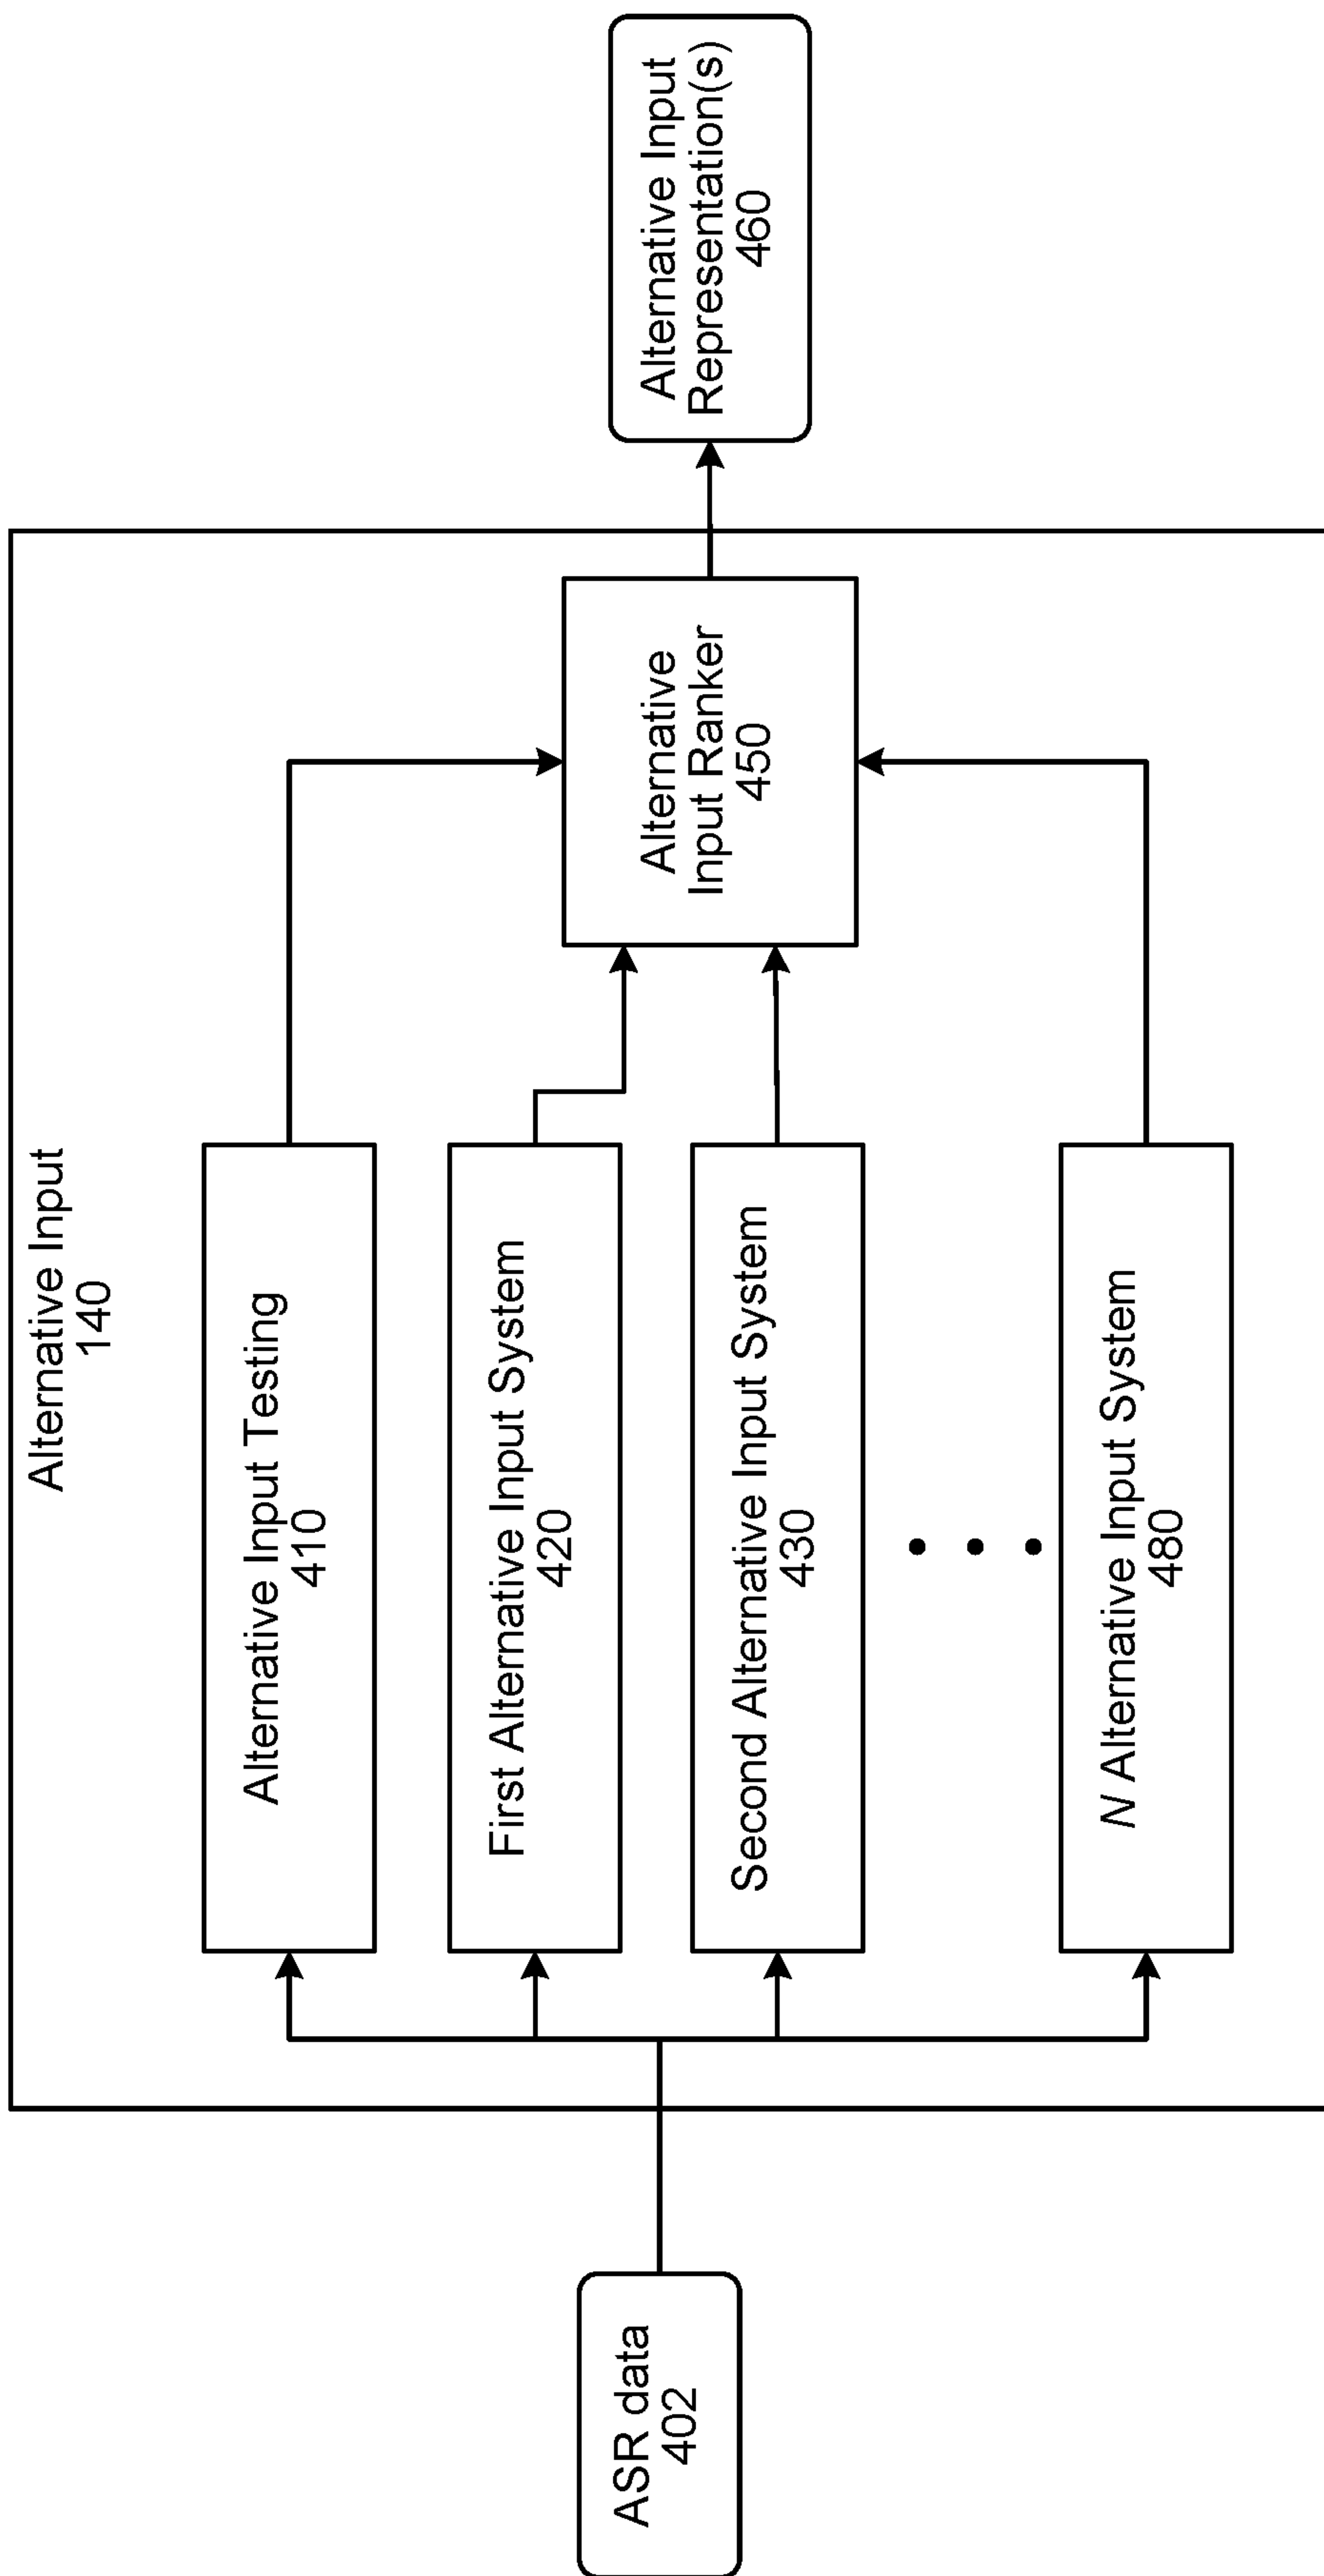 Alternative Input
140
ASR data
402
Alternative Input Testing
410
First Alternative Input System
420
Second Alternative Input System
430
N Alternative Input System
480
Alternative
Input Ranker
450
Alternative Input
Representation(s)
460